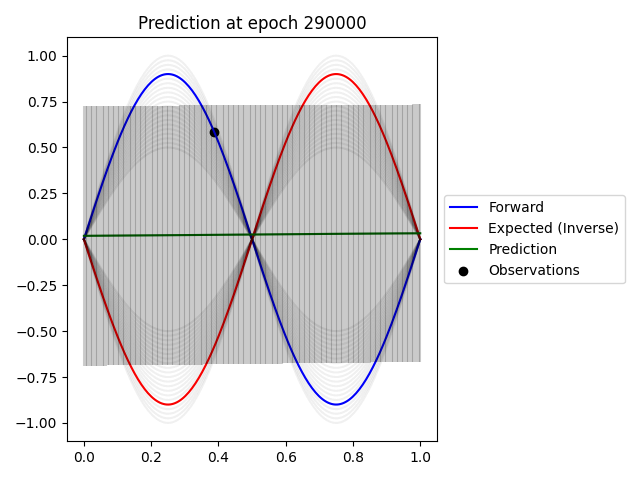 Prediction at epoch 290000
1.00
0.75
0.50
0.25
0.00
−0.25
−0.50
−0.75
−1.00
0.0 0.2 0.4 0.6 0.8 1.0
Forward
Expected (Inverse)
Prediction
Observations